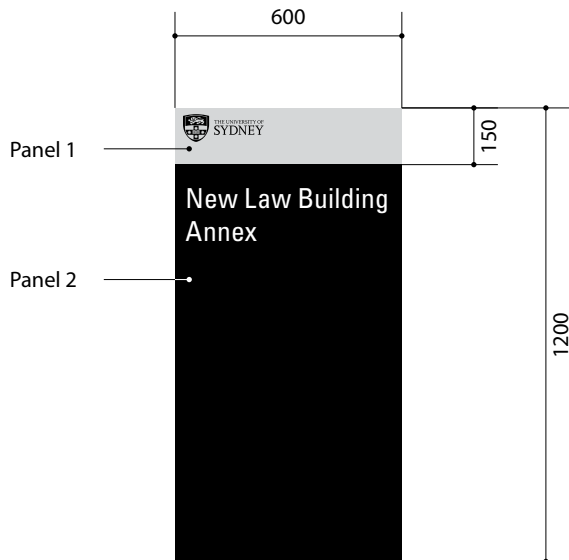 600
THE UNIVERSITY OF
SYDNEY
150
Panel 1
New Law Building
Annex
Panel 2
1200